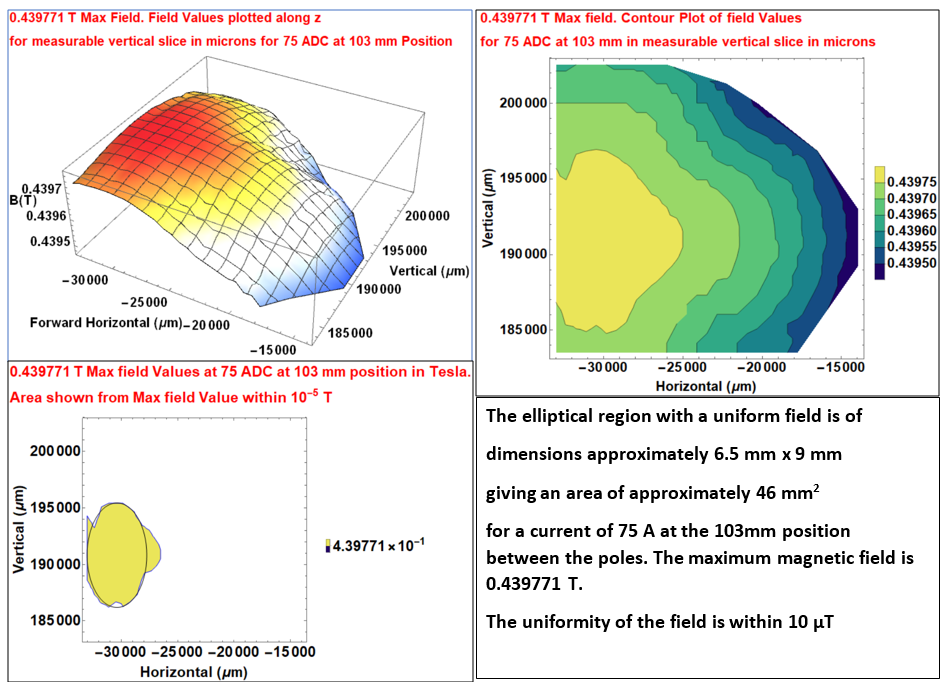 0.439771 T Max Field. Field Values plotted along z
for measurable vertical slice in microns for 75 ADC at 103 mm Position
0.4397
B(T)
0.4396
0.4395
-30000
-25000
Forward Horizontal (μm)
-20000
-15000
200000
195000
Vertical (μm)
190000
185000
0.439771 T Max field. Contour Plot of field Values
for 75 ADC at 103 mm in measurable vertical slice in microns
200000
195000
190000
185000
Vertical (μm)
-30000 -25000 -20000 -15000
Horizontal (μm)
0.43975
0.43970
0.43965
0.43960
0.43955
0.43950
0.439771 T Max field Values at 75 ADC at 103 mm position in Tesla.
Area shown from Max field Value within 10⁻⁵ T
200000
195000
190000
185000
Vertical (μm)
-30000 -25000 -20000 -15000
Horizontal (μm)
4.39771×10⁻¹
The elliptical region with a uniform field is of
dimensions approximately 6.5 mm x 9 mm
giving an area of approximately 46 mm²
for a current of 75 A at the 103mm position
between the poles. The maximum magnetic field is
0.439771 T.
The uniformity of the field is within 10 μT